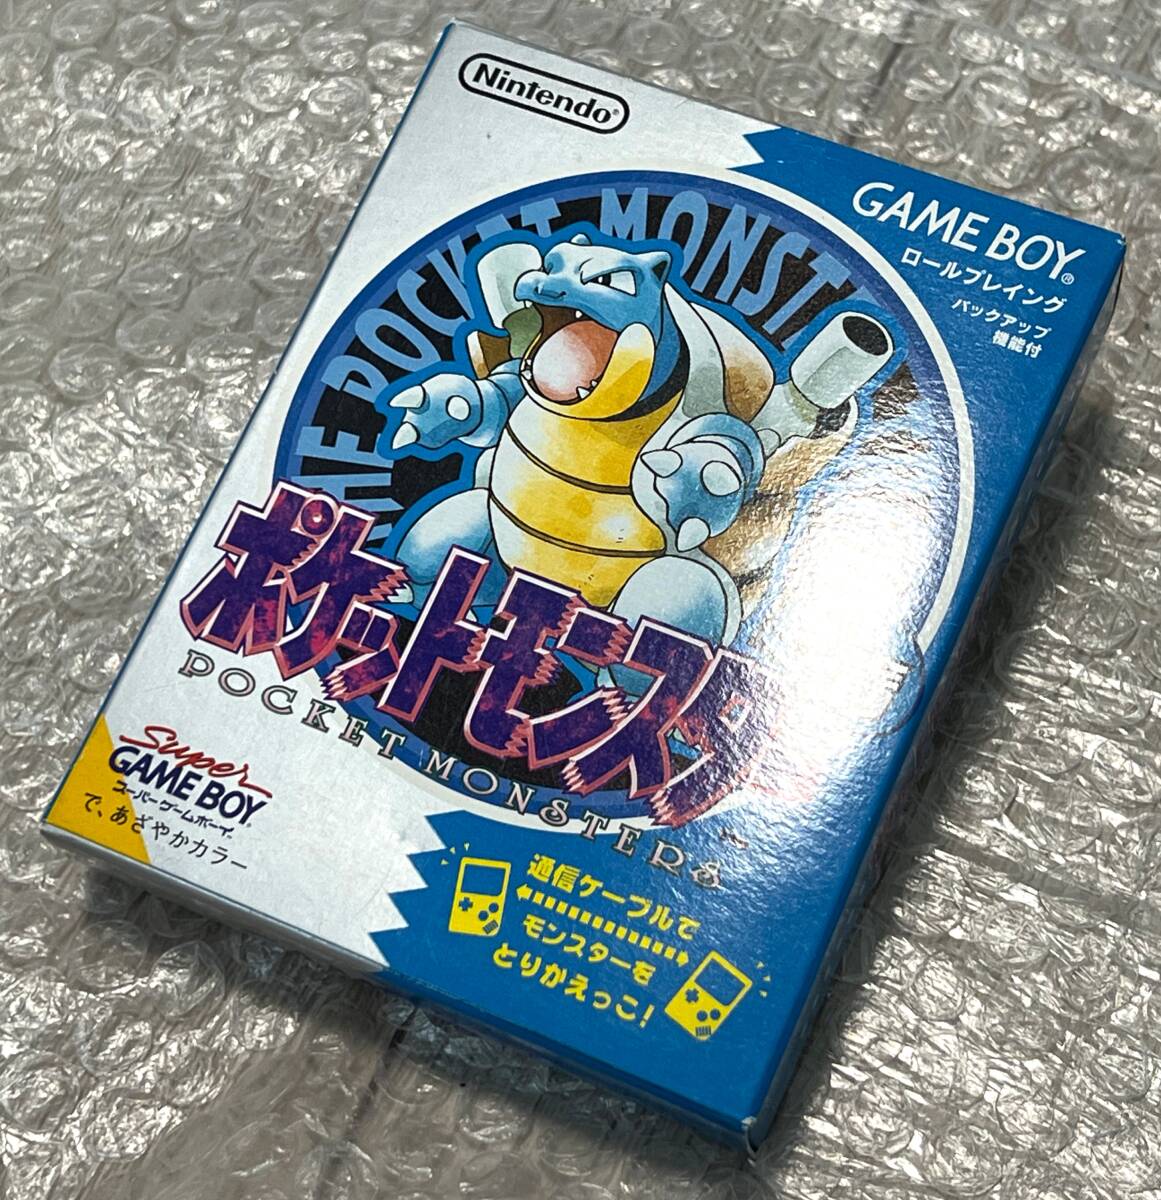 Nintendo®
GAME BOY®
ロールプレイング
バックアップ
機能付
POCKET MONST
ポケットモンスタ
POCKET MONSTERS
Super
GAME BOY®
スーパーゲームボーイ
で、あざやかカラー
通信ケーブルで
モンスターを
とりかえっこ!